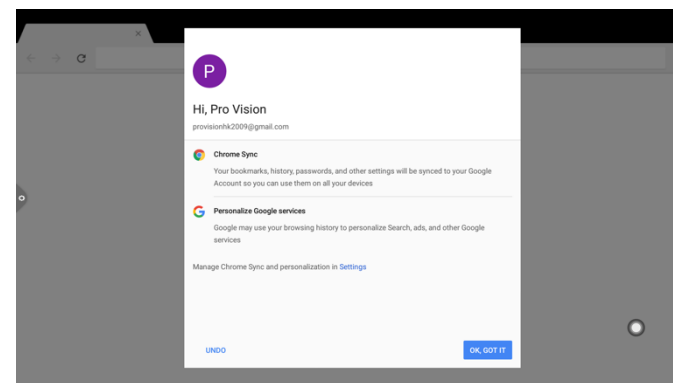 P
Hi, Pro Vision
provisionhk2009@gmail.com
Chrome Sync
Your bookmarks, history, passwords, and other settings will be synced to your Google
Account so you can use them on all your devices
Personalize Google services
Google may use your browsing history to personalize Search, ads, and other Google
services
Manage Chrome Sync and personalization in Settings
UNDO
OK, GOT IT